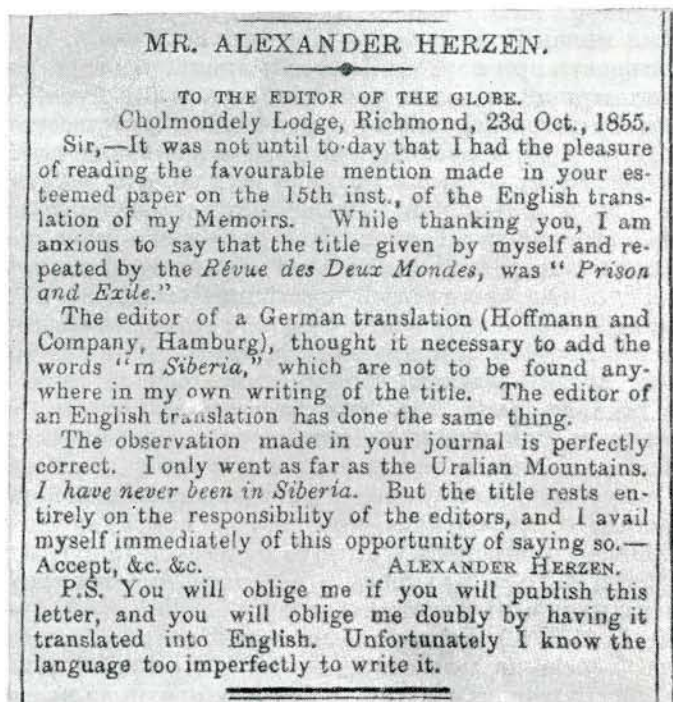 MR. ALEXANDER HERZEN.
TO THE EDITOR OF THE GLOBE.
Cholmondely Lodge, Richmond, 23d Oct., 1855.
Sir,—It was not until to-day that I had the pleasure
of reading the favourable mention made in your es-
teemed paper on the 15th inst., of the English trans-
lation of my Memoirs. While thanking you, I am
anxious to say that the title given by myself and re-
peated by the Révue des Deux Mondes, was " Prison
and Exile."
The editor of a German translation (Hoffmann and
Company, Hamburg), thought it necessary to add the
words "in Siberia," which are not to be found any-
where in my own writing of the title. The editor of
an English translation has done the same thing.
The observation made in your journal is perfectly
correct. I only went as far as the Uralian Mountains.
I have never been in Siberia. But the title rests en-
tirely on the responsibility of the editors, and I avail
myself immediately of this opportunity of saying so.—
Accept, &c. &c. ALEXANDER HERZEN.
P.S. You will oblige me if you will publish this
letter, and you will oblige me doubly by having it
translated into English. Unfortunately I know the
language too imperfectly to write it.